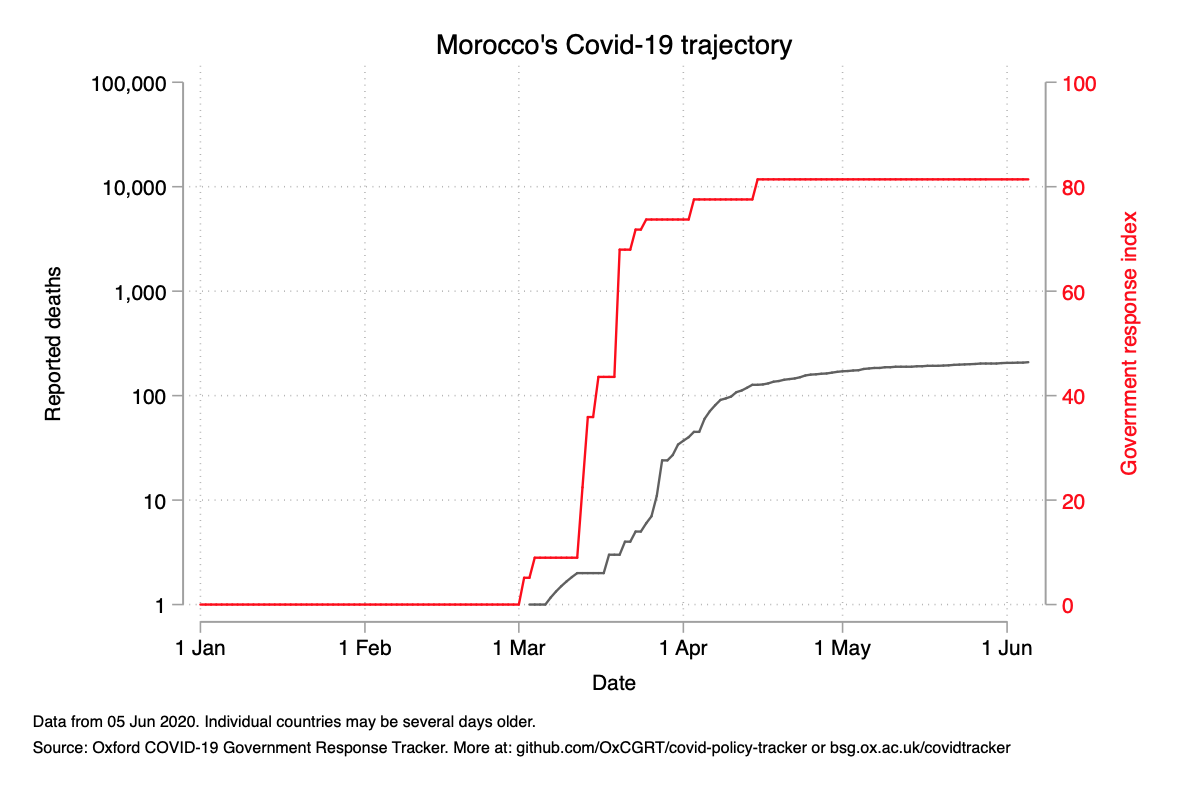 Morocco's Covid-19 trajectory
100,000
10,000
1,000
100
10
1
Reported deaths
100
80
60
40
20
0
Government response index
1 Jan
1 Feb
1 Mar
1 Apr
1 May
1 Jun
Date
Data from 05 Jun 2020. Individual countries may be several days older.
Source: Oxford COVID-19 Government Response Tracker. More at: github.com/OxCGRT/covid-policy-tracker or bsg.ox.ac.uk/covidtracker